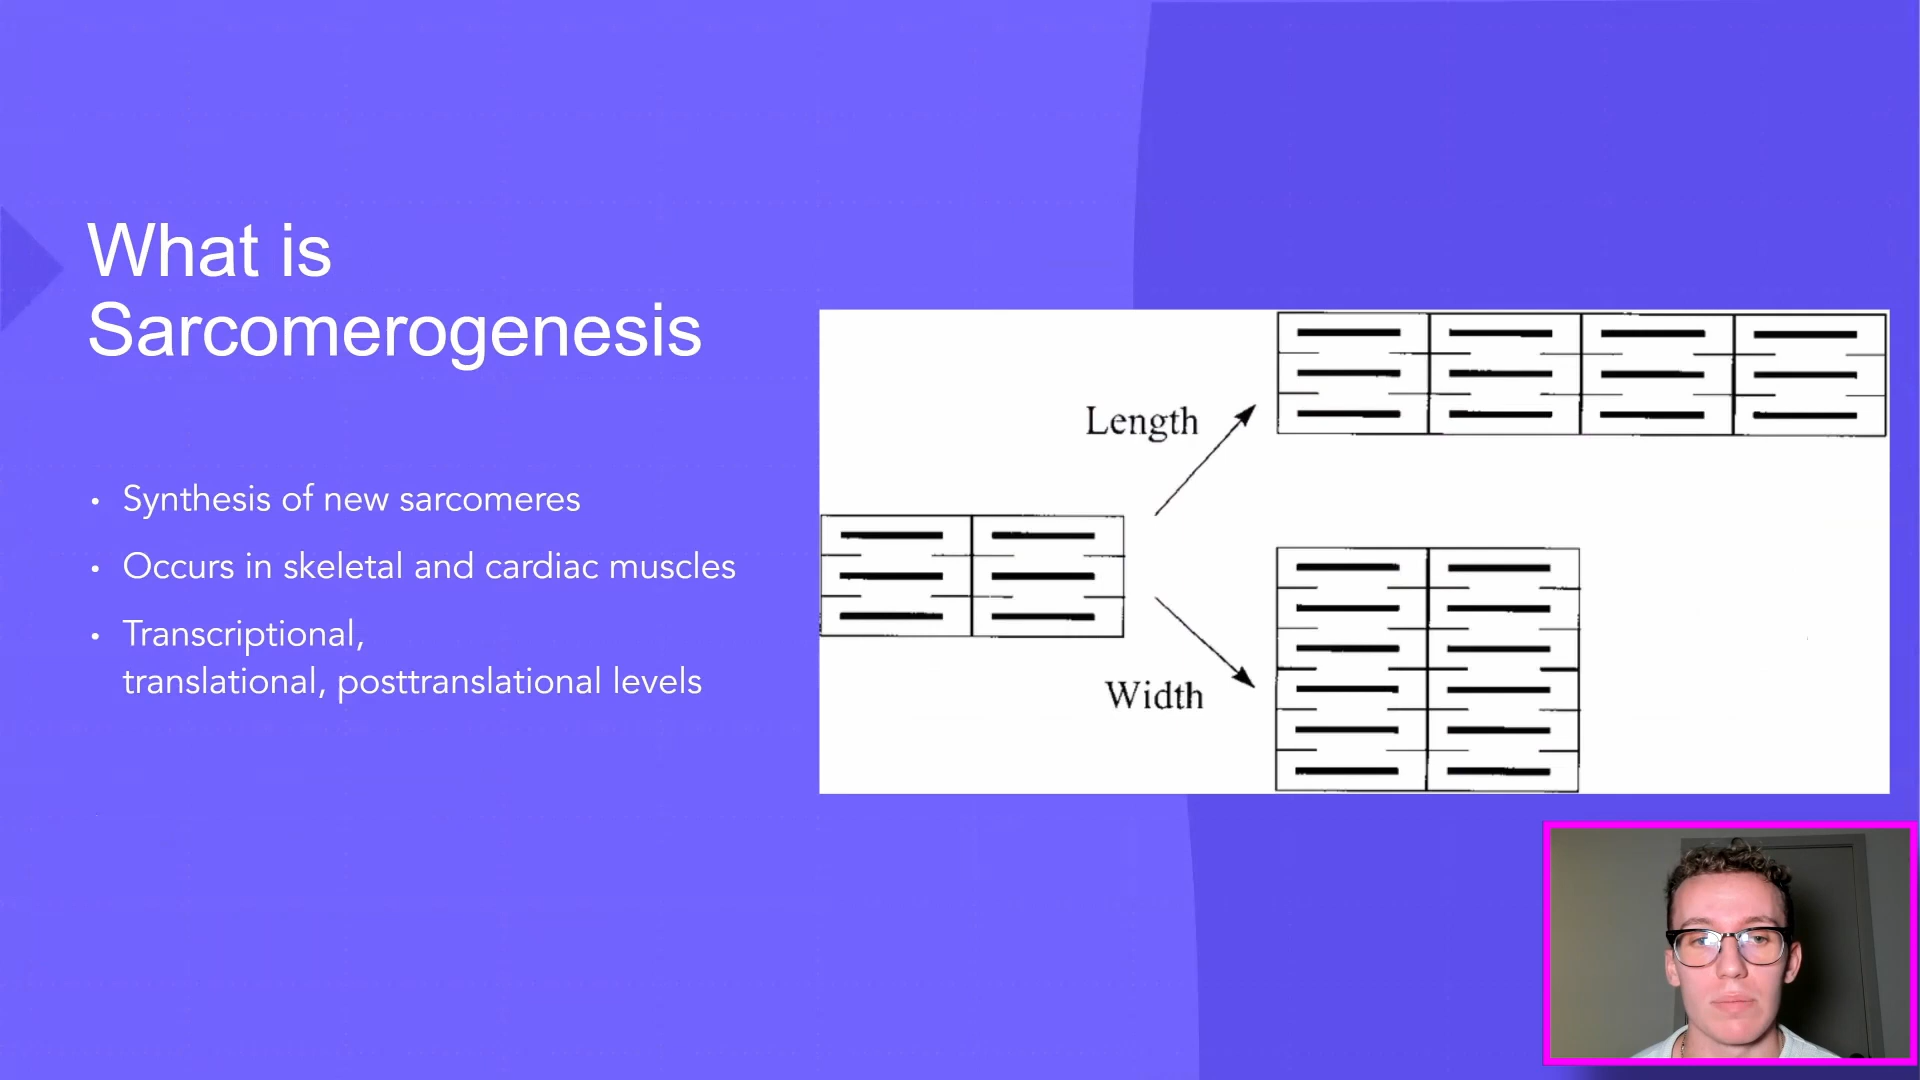 What is
Sarcomerogenesis
• Synthesis of new sarcomeres
• Occurs in skeletal and cardiac muscles
• Transcriptional,
translational, posttranslational levels
Length
Width